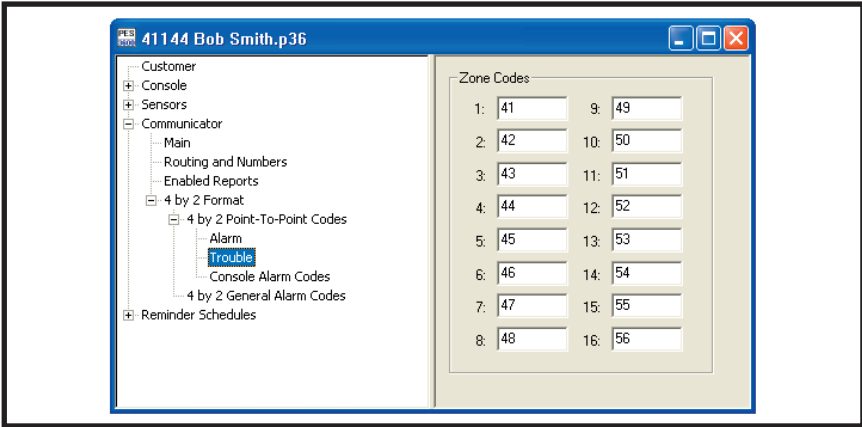 PES
3600
41144 Bob Smith.p36
Customer
Console
Sensors
Communicator
Main
Routing and Numbers
Enabled Reports
4 by 2 Format
4 by 2 Point-To-Point Codes
Alarm
Trouble
Console Alarm Codes
4 by 2 General Alarm Codes
Reminder Schedules
Zone Codes
1: 41 9: 49
2: 42 10: 50
3: 43 11: 51
4: 44 12: 52
5: 45 13: 53
6: 46 14: 54
7: 47 15: 55
8: 48 16: 56